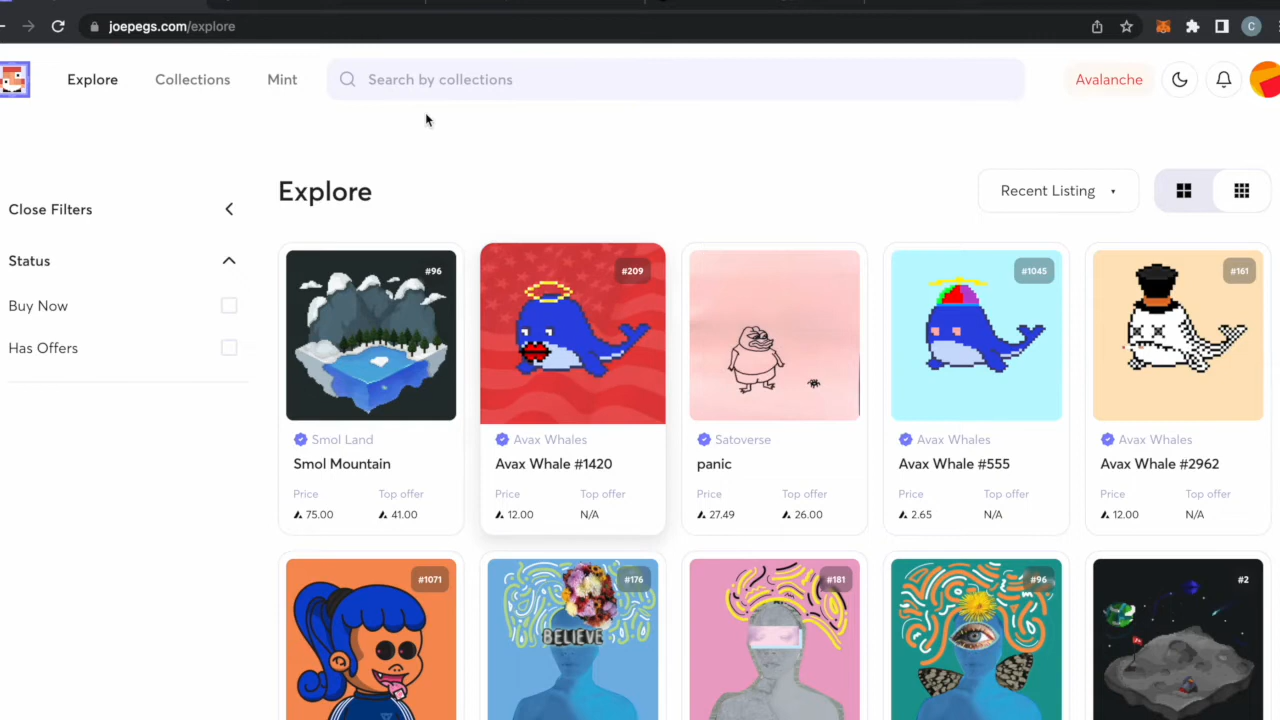 joepegs.com/explore
C
Explore
Collections
Mint
Search by collections
Avalanche
Close Filters
Status
Buy Now
Has Offers
Explore
Recent Listing
#96
Smol Land
Smol Mountain
Price
Top offer
75.00
41.00
#209
Avax Whales
Avax Whale #1420
Price
Top offer
12.00
N/A
Satoverse
panic
Price
Top offer
27.49
26.00
#1045
Avax Whales
Avax Whale #555
Price
Top offer
2.65
N/A
#161
Avax Whales
Avax Whale #2962
Price
Top offer
12.00
N/A
#1071
#176
BELIEVE
#181
#96
#2